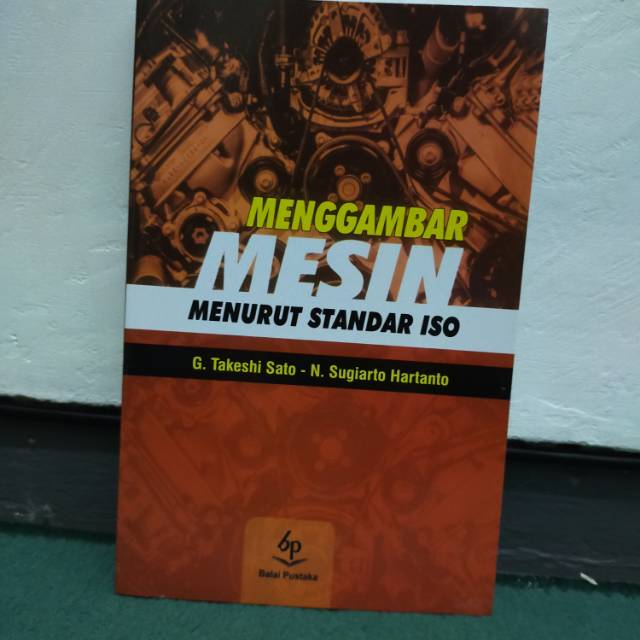 MENGGAMBAR
MESIN
MENURUT STANDAR ISO
G. Takeshi Sato - N. Sugiarto Hartanto
bp
Balai Pustaka